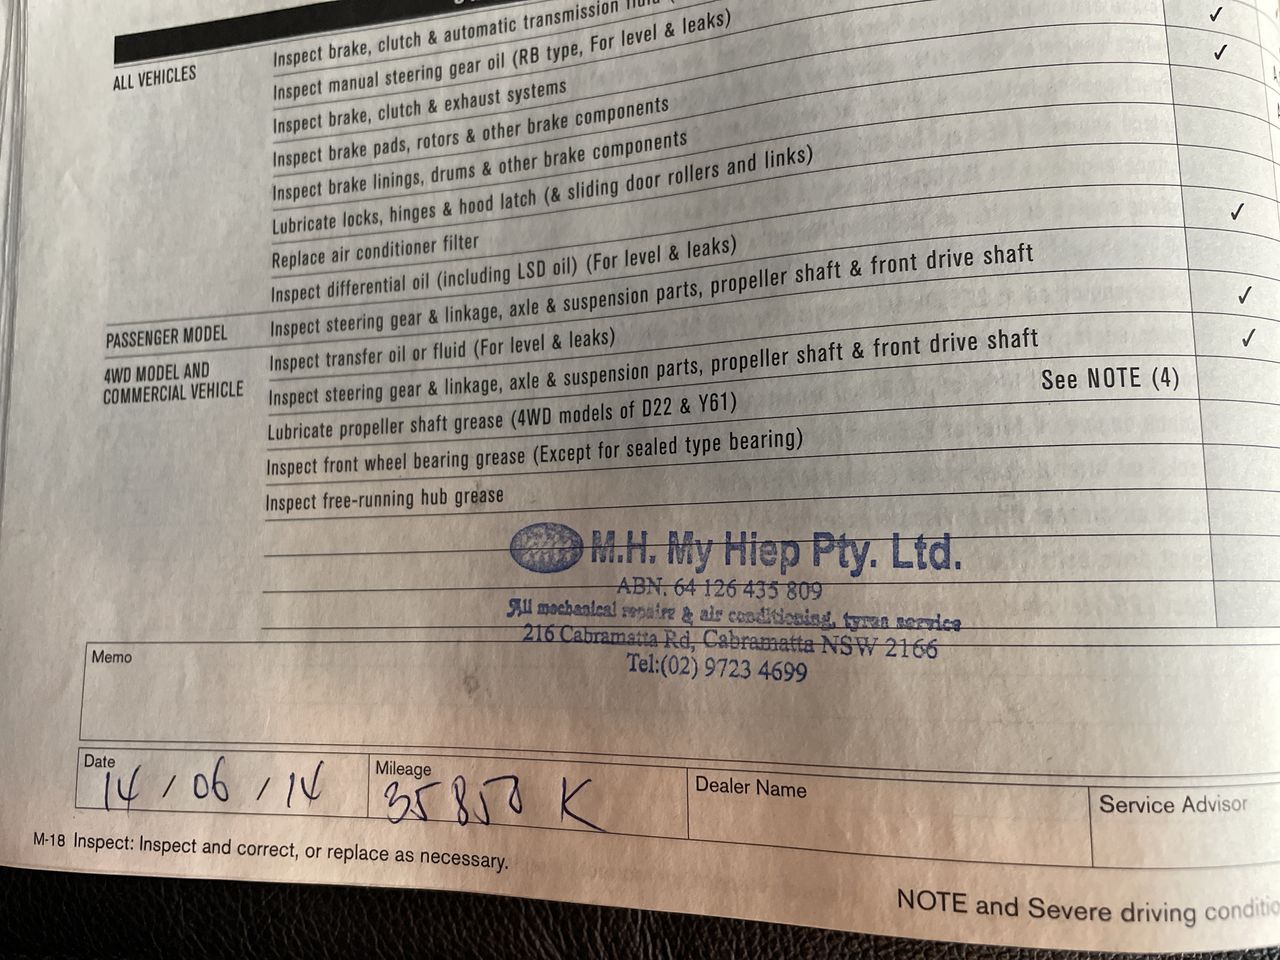 Inspect brake, clutch & automatic transmission fluid
ALL VEHICLES
Inspect manual steering gear oil (RB type, For level & leaks)
Inspect brake, clutch & exhaust systems
Inspect brake pads, rotors & other brake components
Inspect brake linings, drums & other brake components
Lubricate locks, hinges & hood latch (& sliding door rollers and links)
Replace air conditioner filter
Inspect differential oil (including LSD oil) (For level & leaks)
PASSENGER MODEL
Inspect steering gear & linkage, axle & suspension parts, propeller shaft & front drive shaft
4WD MODEL AND
COMMERCIAL VEHICLE
Inspect transfer oil or fluid (For level & leaks)
Inspect steering gear & linkage, axle & suspension parts, propeller shaft & front drive shaft
Lubricate propeller shaft grease (4WD models of D22 & Y61)
See NOTE (4)
Inspect front wheel bearing grease (Except for sealed type bearing)
Inspect free-running hub grease
M.H. My Hiep Pty. Ltd.
ABN. 64 126 435 809
All mechanical repairs & air conditioning, tyres service
216 Cabramatta Rd, Cabramatta NSW 2166
Tel:(02) 9723 4699
Memo
Date
14/06/14
Mileage
35850 K
Dealer Name
Service Advisor
M-18 Inspect: Inspect and correct, or replace as necessary.
NOTE and Severe driving